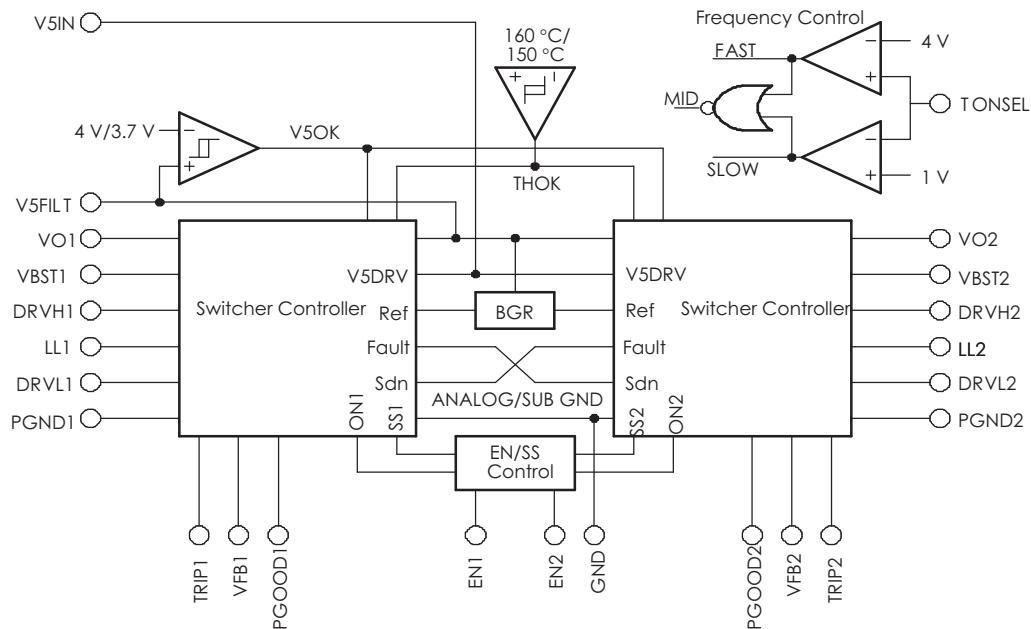 V5IN
160 °C/
150 °C
Frequency Control
FAST
4 V
MID
TONSEL
4 V/3.7 V
V5OK
SLOW
1 V
THOK
V5FILT
VO1
VO2
VBST1
V5DRV
V5DRV
VBST2
DRVH1
Switcher Controller
Ref
BGR
Ref
Switcher Controller
DRVH2
LL1
Fault
Fault
LL2
DRVL1
Sdn
Sdn
DRVL2
ANALOG/SUB GND
PGND1
ON1
SS1
SS2
ON2
PGND2
EN/SS
Control
TRIP1
VFB1
PGOOD1
EN1
EN2
GND
PGOOD2
VFB2
TRIP2